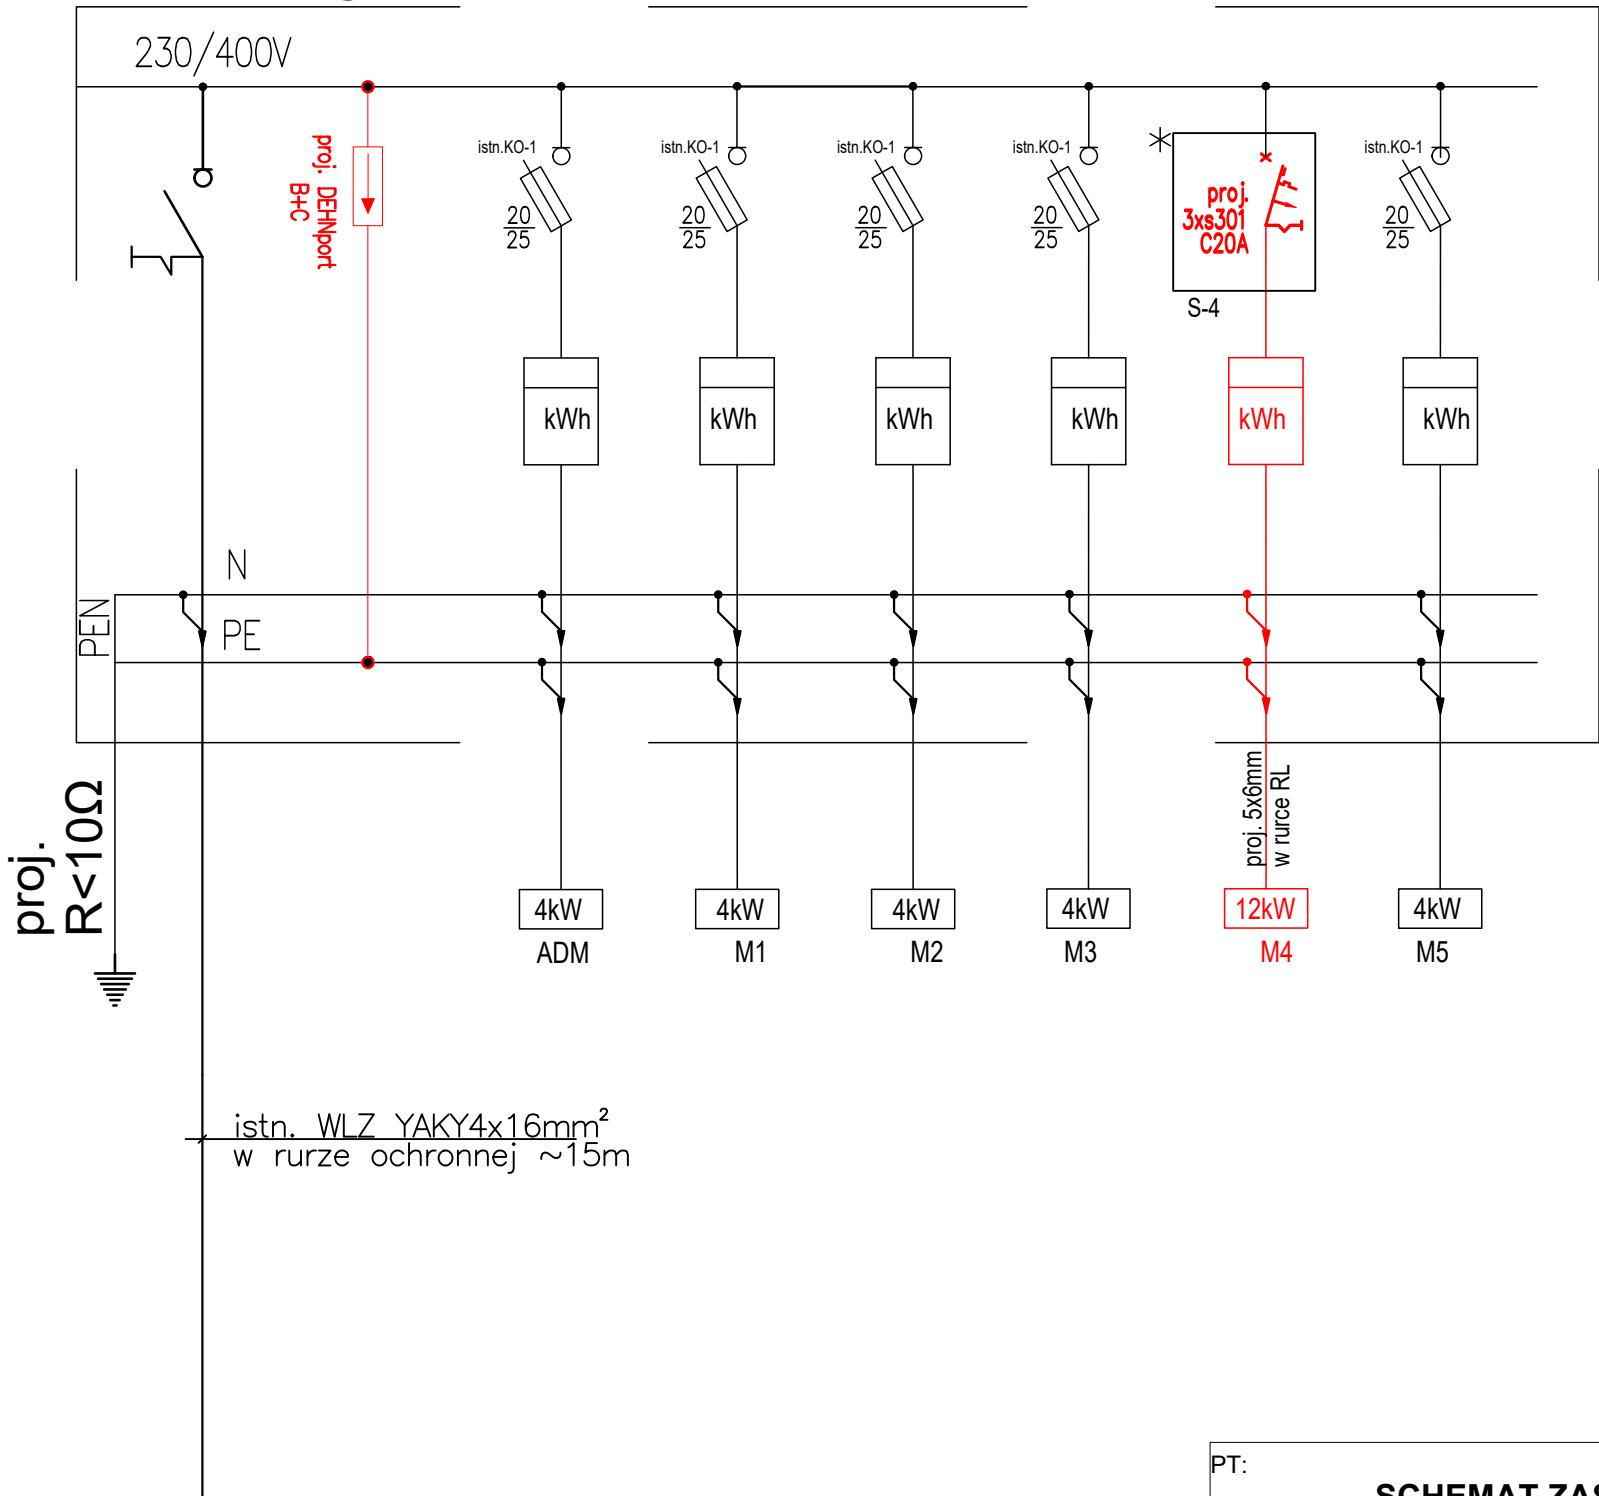 230/400V
proj. DEHNport
B+C
istn.KO-1
20
25
istn.KO-1
20
25
istn.KO-1
20
25
istn.KO-1
20
25
*
proj.
3xs301
C20A
S-4
istn.KO-1
20
25
kWh
kWh
kWh
kWh
kWh
kWh
N
PE
PEN
proj.
R<10Ω
proj. 5x6mm
w rurce RL
4kW
4kW
4kW
4kW
12kW
4kW
ADM
M1
M2
M3
M4
M5
istn. WLZ YAKY4x16mm²
w rurze ochronnej ~15m
PT: